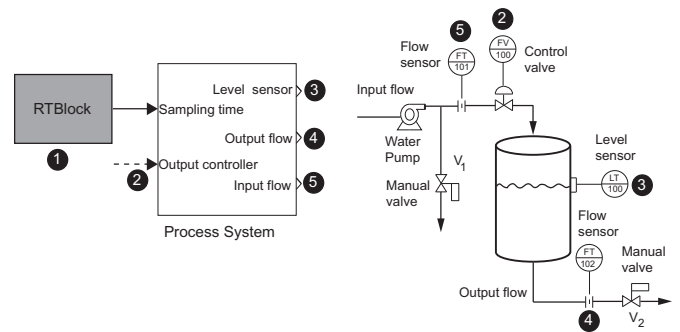 RTBlock
1
Sampling time
2
Output controller
Level sensor
3
Output flow
4
Input flow
5
Process System
5
Flow
sensor
FT
101
2
FV
100
Control
valve
Input flow
Water
Pump
V1
Manual
valve
Level
sensor
LT
100
3
Flow
sensor
FT
102
Manual
valve
Output flow
4
V2